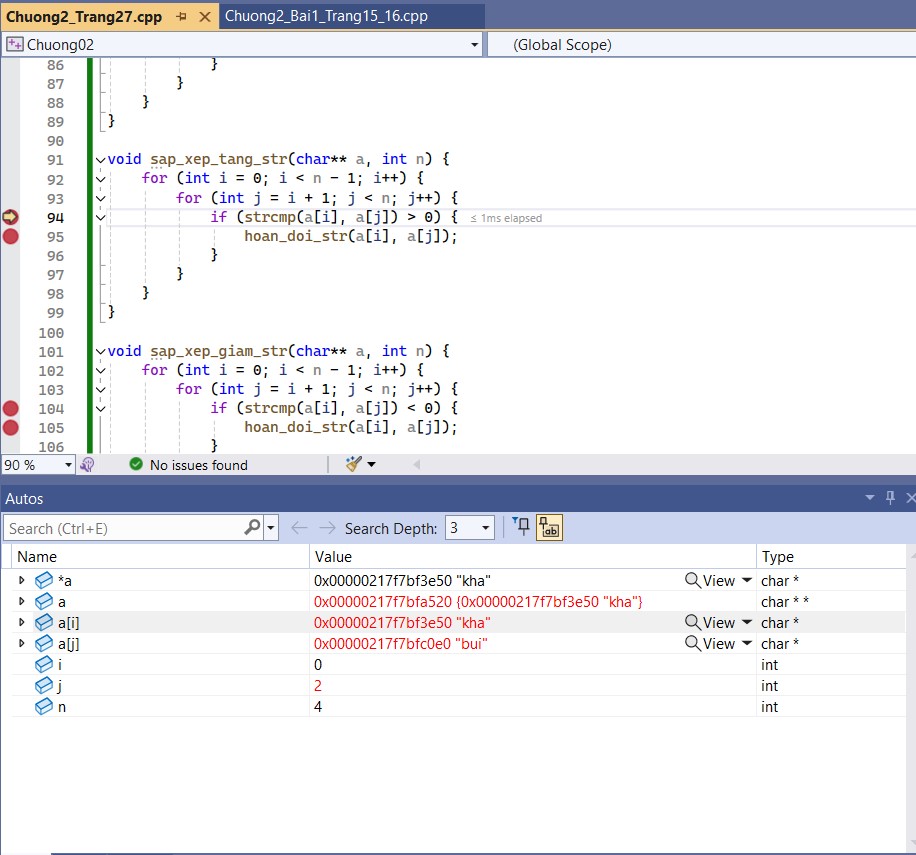 Chuong2_Trang27.cpp Chuong2_Bai1_Trang15_16.cpp
Chuong02 (Global Scope)
86 }
87 }
88 }
89 }
90
91 void sap_xep_tang_str(char** a, int n) {
92 for (int i = 0; i < n - 1; i++) {
93 for (int j = i + 1; j < n; j++) {
94 if (strcmp(a[i], a[j]) > 0) { ≤ 1ms elapsed
95 hoan_doi_str(a[i], a[j]);
96 }
97 }
98 }
99 }
100
101 void sap_xep_giam_str(char** a, int n) {
102 for (int i = 0; i < n - 1; i++) {
103 for (int j = i + 1; j < n; j++) {
104 if (strcmp(a[i], a[j]) < 0) {
105 hoan_doi_str(a[i], a[j]);
106 }
90 % No issues found
Autos
Search (Ctrl+E) Search Depth: 3
Name Value Type
*a 0x00000217f7bf3e50 "kha" View char *
a 0x00000217f7bfa520 {0x00000217f7bf3e50 "kha"} char * *
a[i] 0x00000217f7bf3e50 "kha" View char *
a[j] 0x00000217f7bfc0e0 "bui" View char *
i 0 int
j 2 int
n 4 int